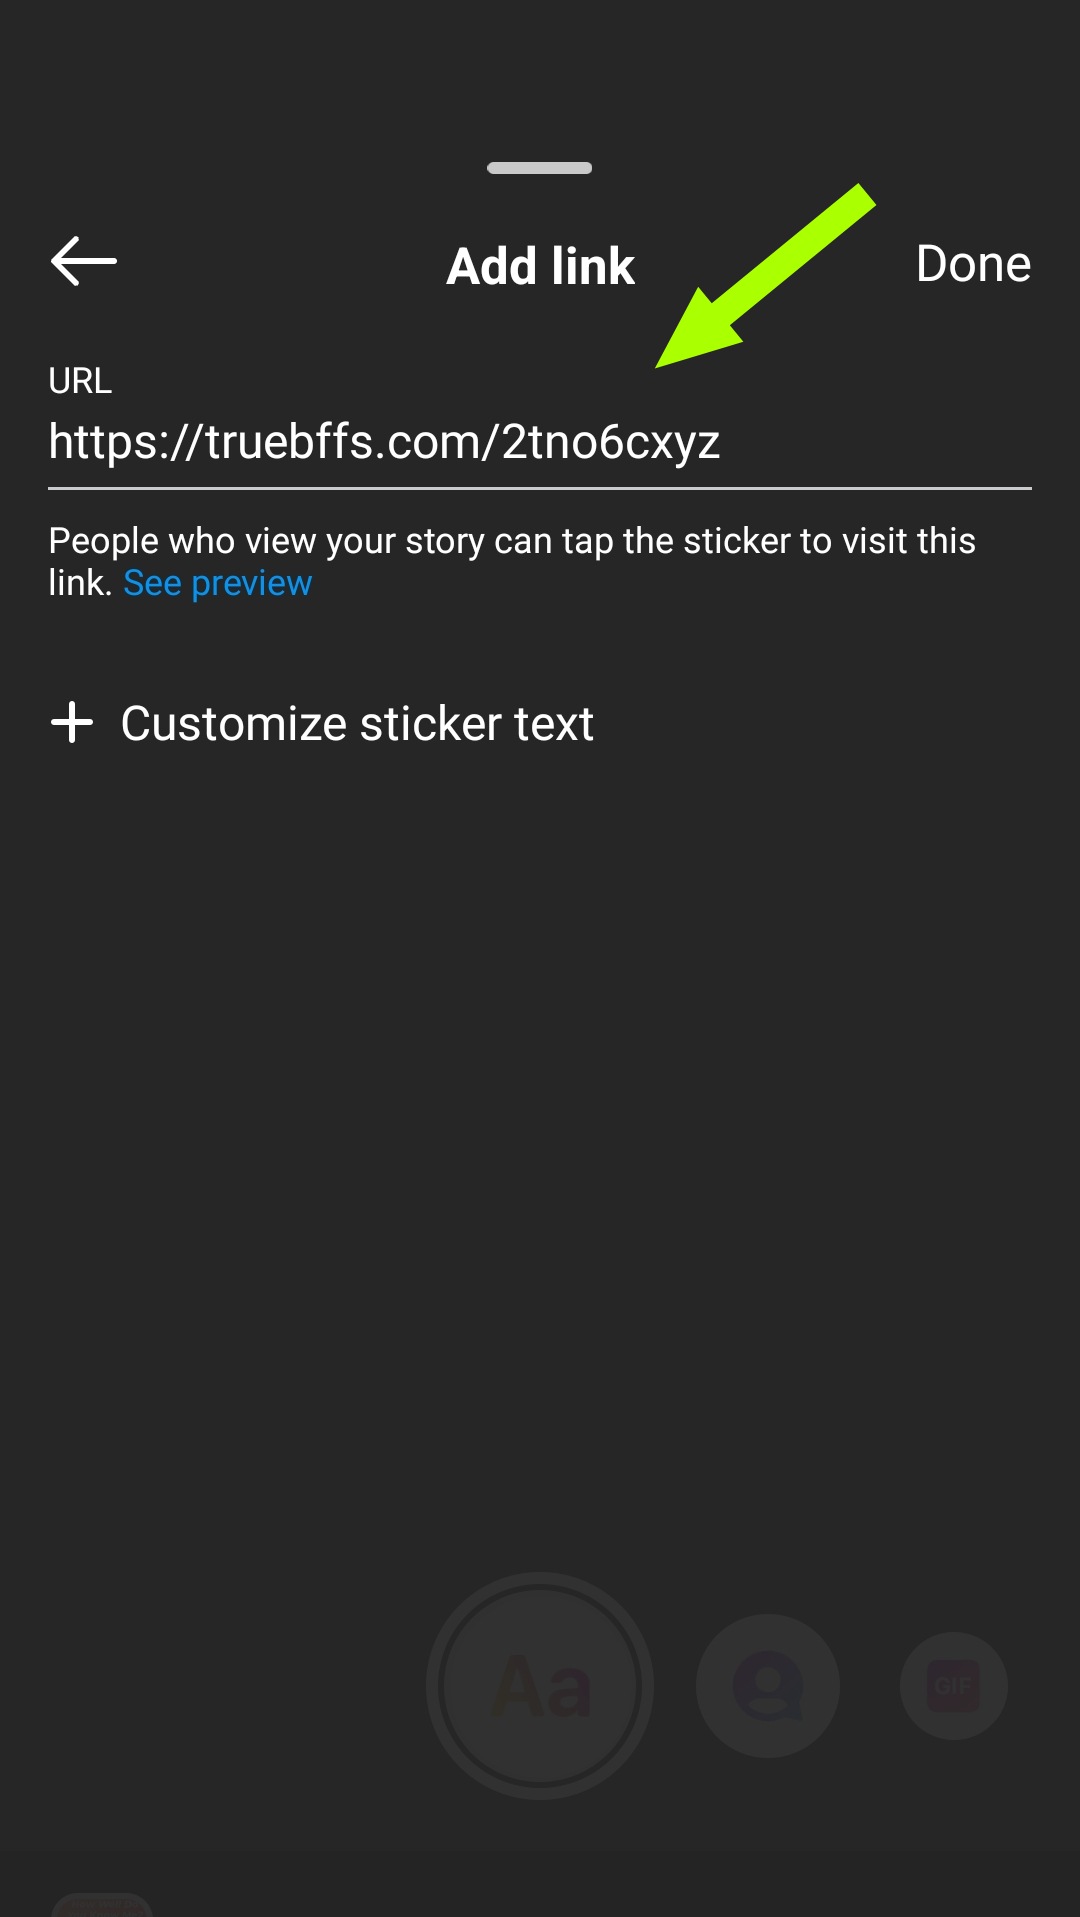 Add link
Done
URL
https://truebffs.com/2tno6cxyz
People who view your story can tap the sticker to visit this
link. See preview
Customize sticker text
Aa
GIF